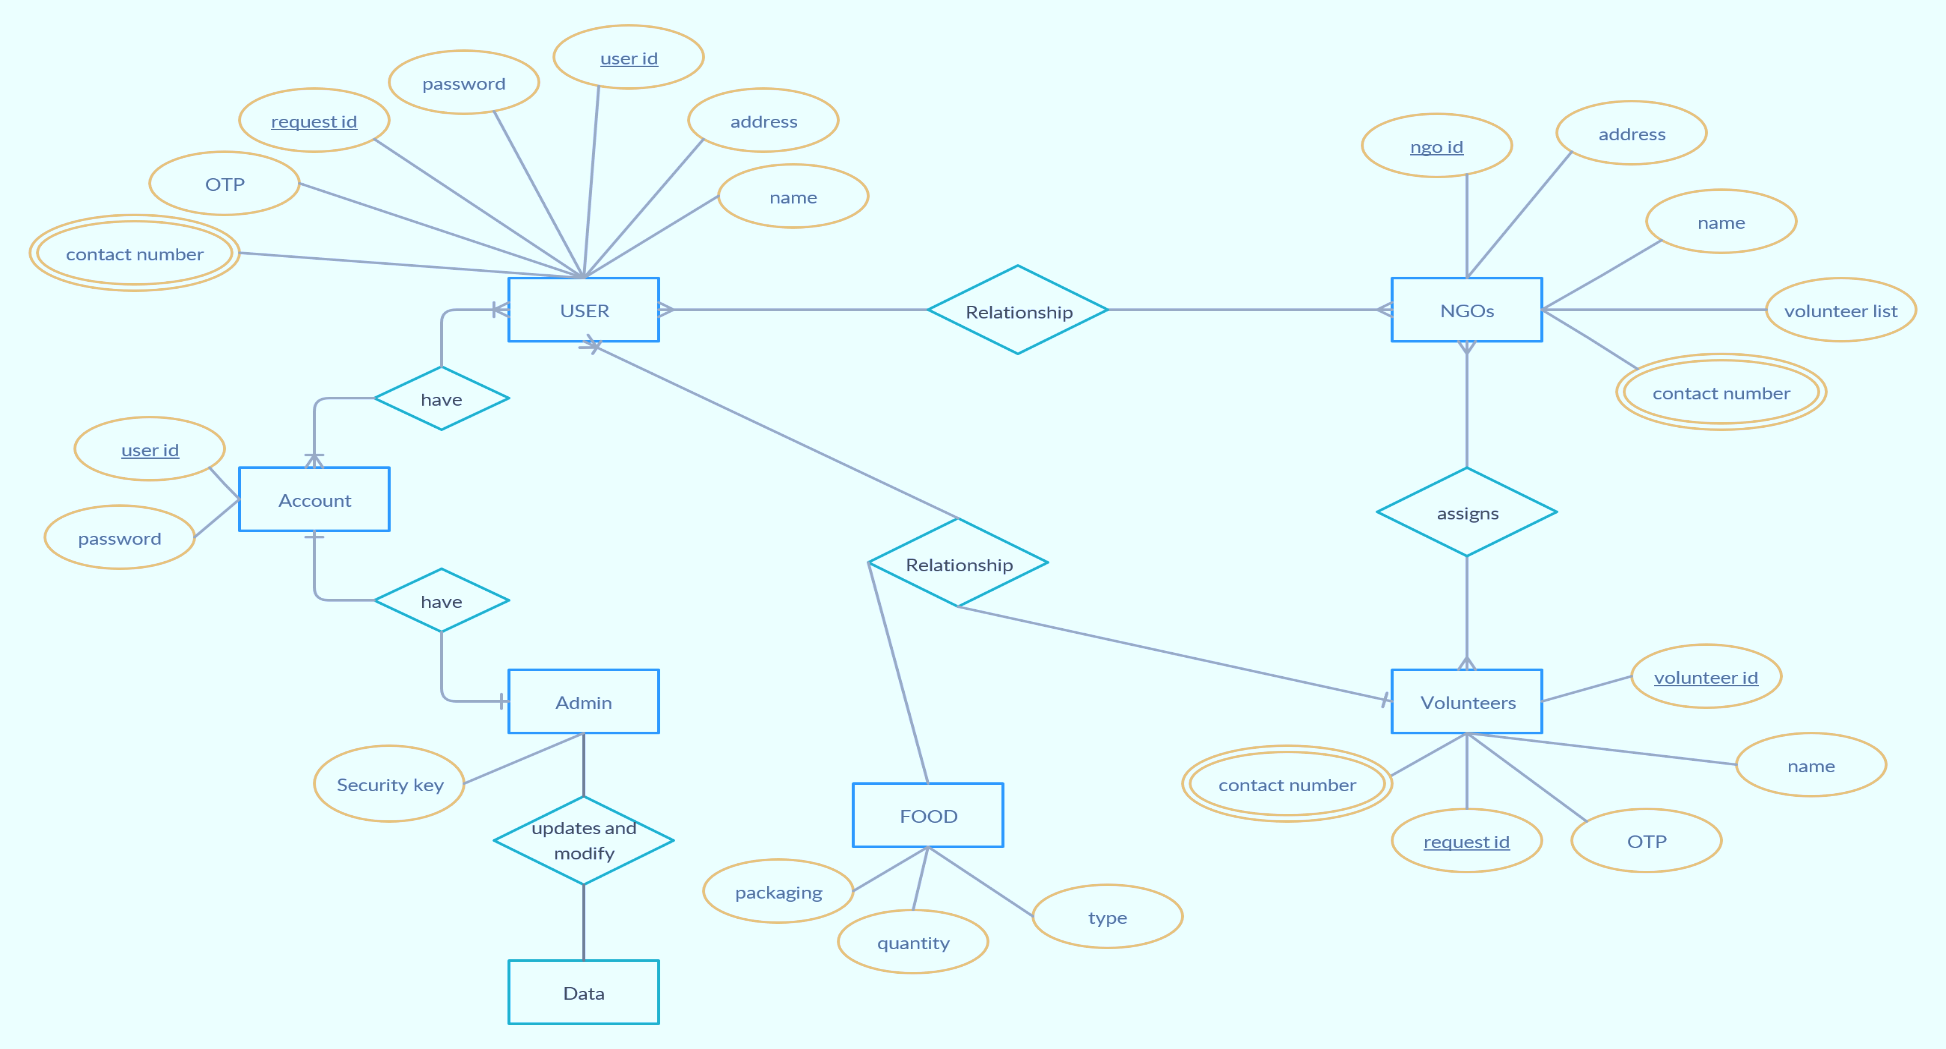 user id
password
request id
address
OTP
name
contact number
ngo id
address
name
volunteer list
contact number
USER
Relationship
NGOs
have
user id
Account
password
assigns
Relationship
have
Admin
Volunteers
volunteer id
Security key
contact number
name
updates and
modify
FOOD
request id
OTP
packaging
quantity
type
Data